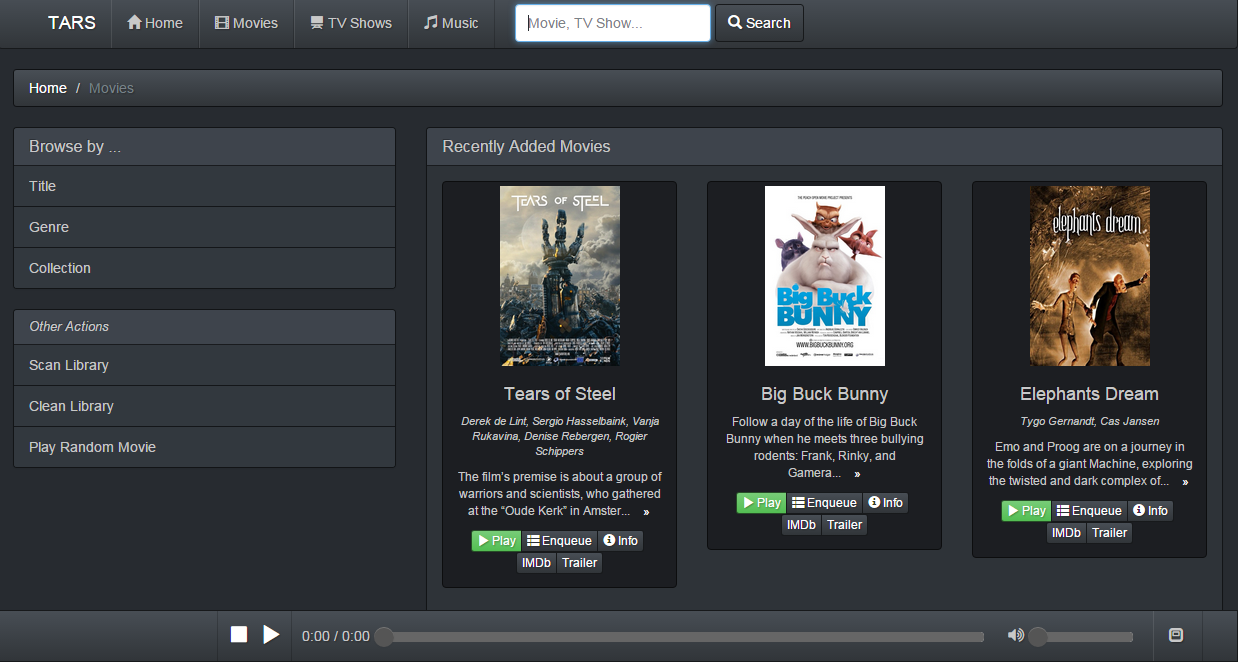 TARS Home Movies TV Shows Music Movie, TV Show... Search
Home / Movies
Browse by ...
Title
Genre
Collection
Other Actions
Scan Library
Clean Library
Play Random Movie
Recently Added Movies
TEARS OF STEEL
Tears of Steel
Derek de Lint, Sergio Hasselbaink, Vanja
Rukavina, Denise Rebergen, Rogier
Schippers
The film's premise is about a group of
warriors and scientists, who gathered
at the “Oude Kerk” in Amster... »
Play Enqueue Info
IMDb Trailer
THE PEACH OPEN MOVIE PROJECT PRESENTS
Big Buck
BUNNY
WWW.BIGBUCKBUNNY.ORG
Big Buck Bunny
Follow a day of the life of Big Buck
Bunny when he meets three bullying
rodents: Frank, Rinky, and
Gamera... »
Play Enqueue Info
IMDb Trailer
elephants dream
Elephants Dream
Tygo Gernandt, Cas Jansen
Emo and Proog are on a journey in
the folds of a giant Machine, exploring
the twisted and dark complex of... »
Play Enqueue Info
IMDb Trailer
0:00 / 0:00